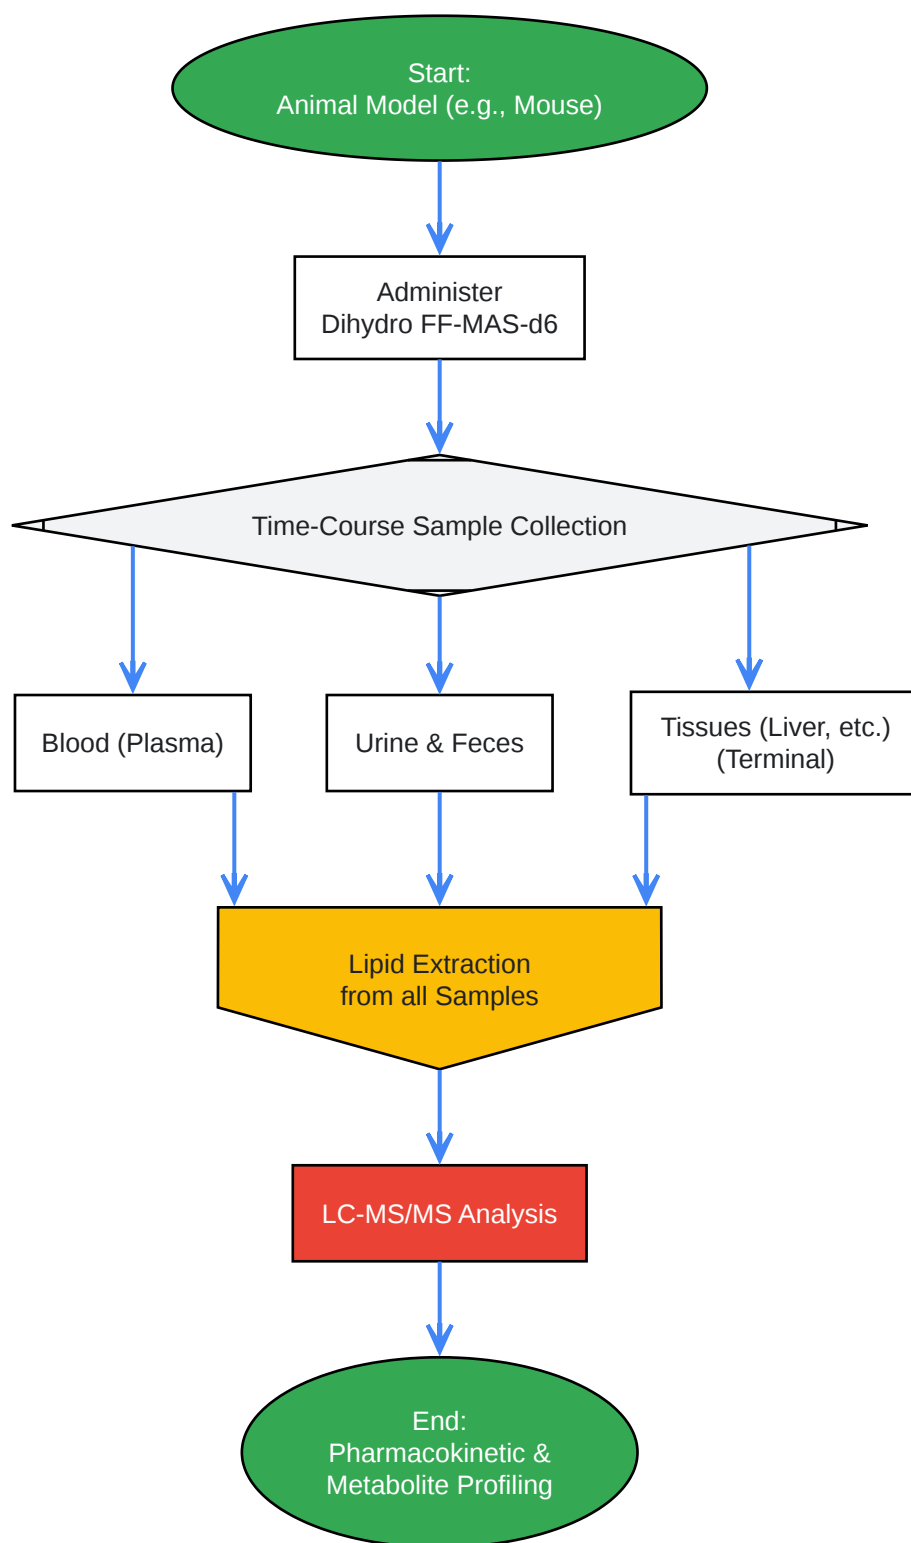 Start:
Animal Model (e.g., Mouse)
Administer
Dihydro FF-MAS-d6
Time-Course Sample Collection
Blood (Plasma)
Urine & Feces
Tissues (Liver, etc.)
(Terminal)
Lipid Extraction
from all Samples
LC-MS/MS Analysis
End:
Pharmacokinetic &
Metabolite Profiling